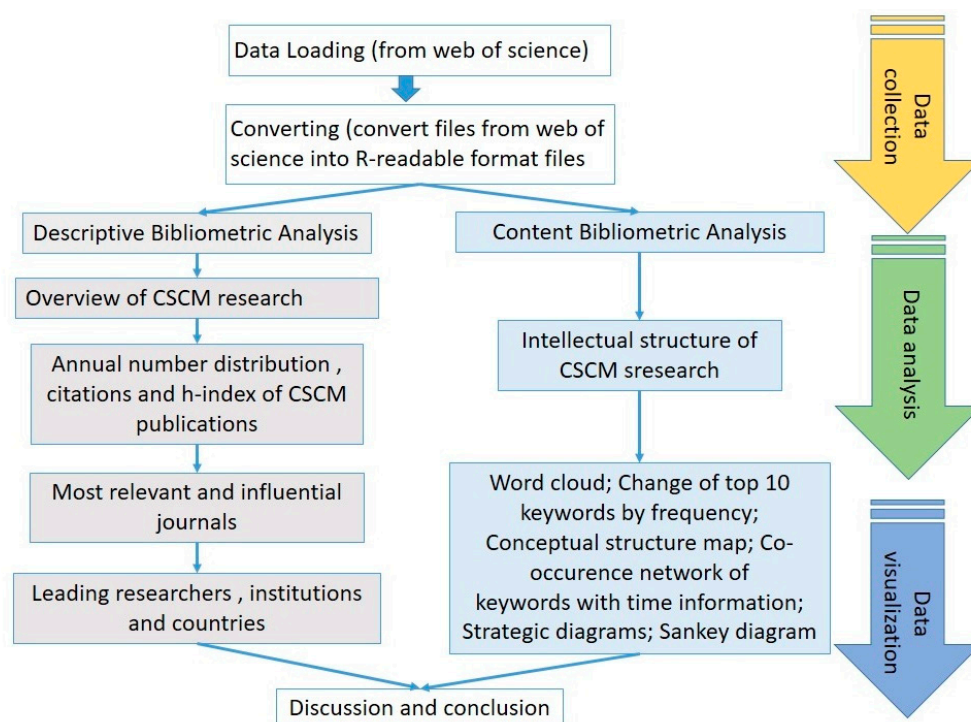 Data Loading (from web of science)
Converting (convert files from web of
science into R-readable format files
Descriptive Bibliometric Analysis
Overview of CSCM research
Annual number distribution ,
citations and h-index of CSCM
publications
Most relevant and influential
journals
Leading researchers , institutions
and countries
Content Bibliometric Analysis
Intellectual structure of
CSCM sresearch
Word cloud; Change of top 10
keywords by frequency;
Conceptual structure map; Co-
occurence network of
keywords with time information;
Strategic diagrams; Sankey diagram
Discussion and conclusion
Data
collection
Data analysis
Data
visualization